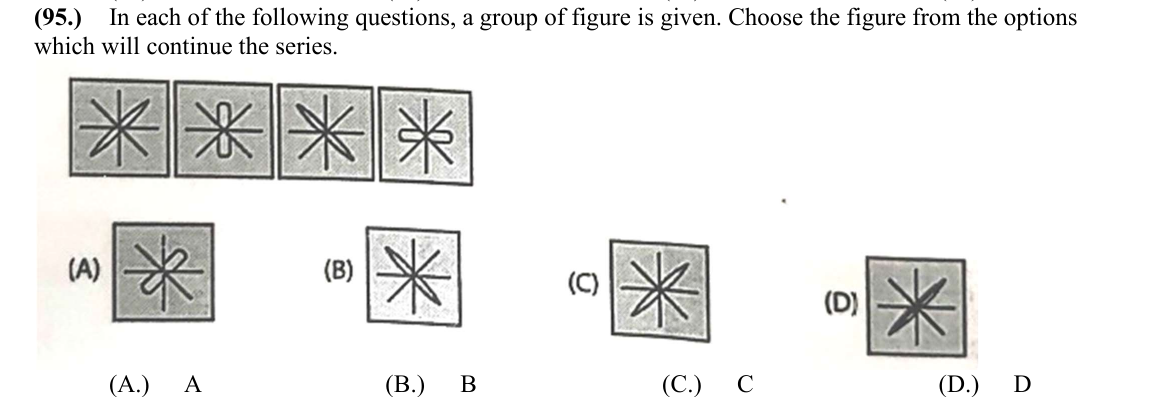 (95.) In each of the following questions, a group of figure is given. Choose the figure from the options
which will continue the series.
(A) (B) (C) (D)
(A.) A (B.) B (C.) C (D.) D